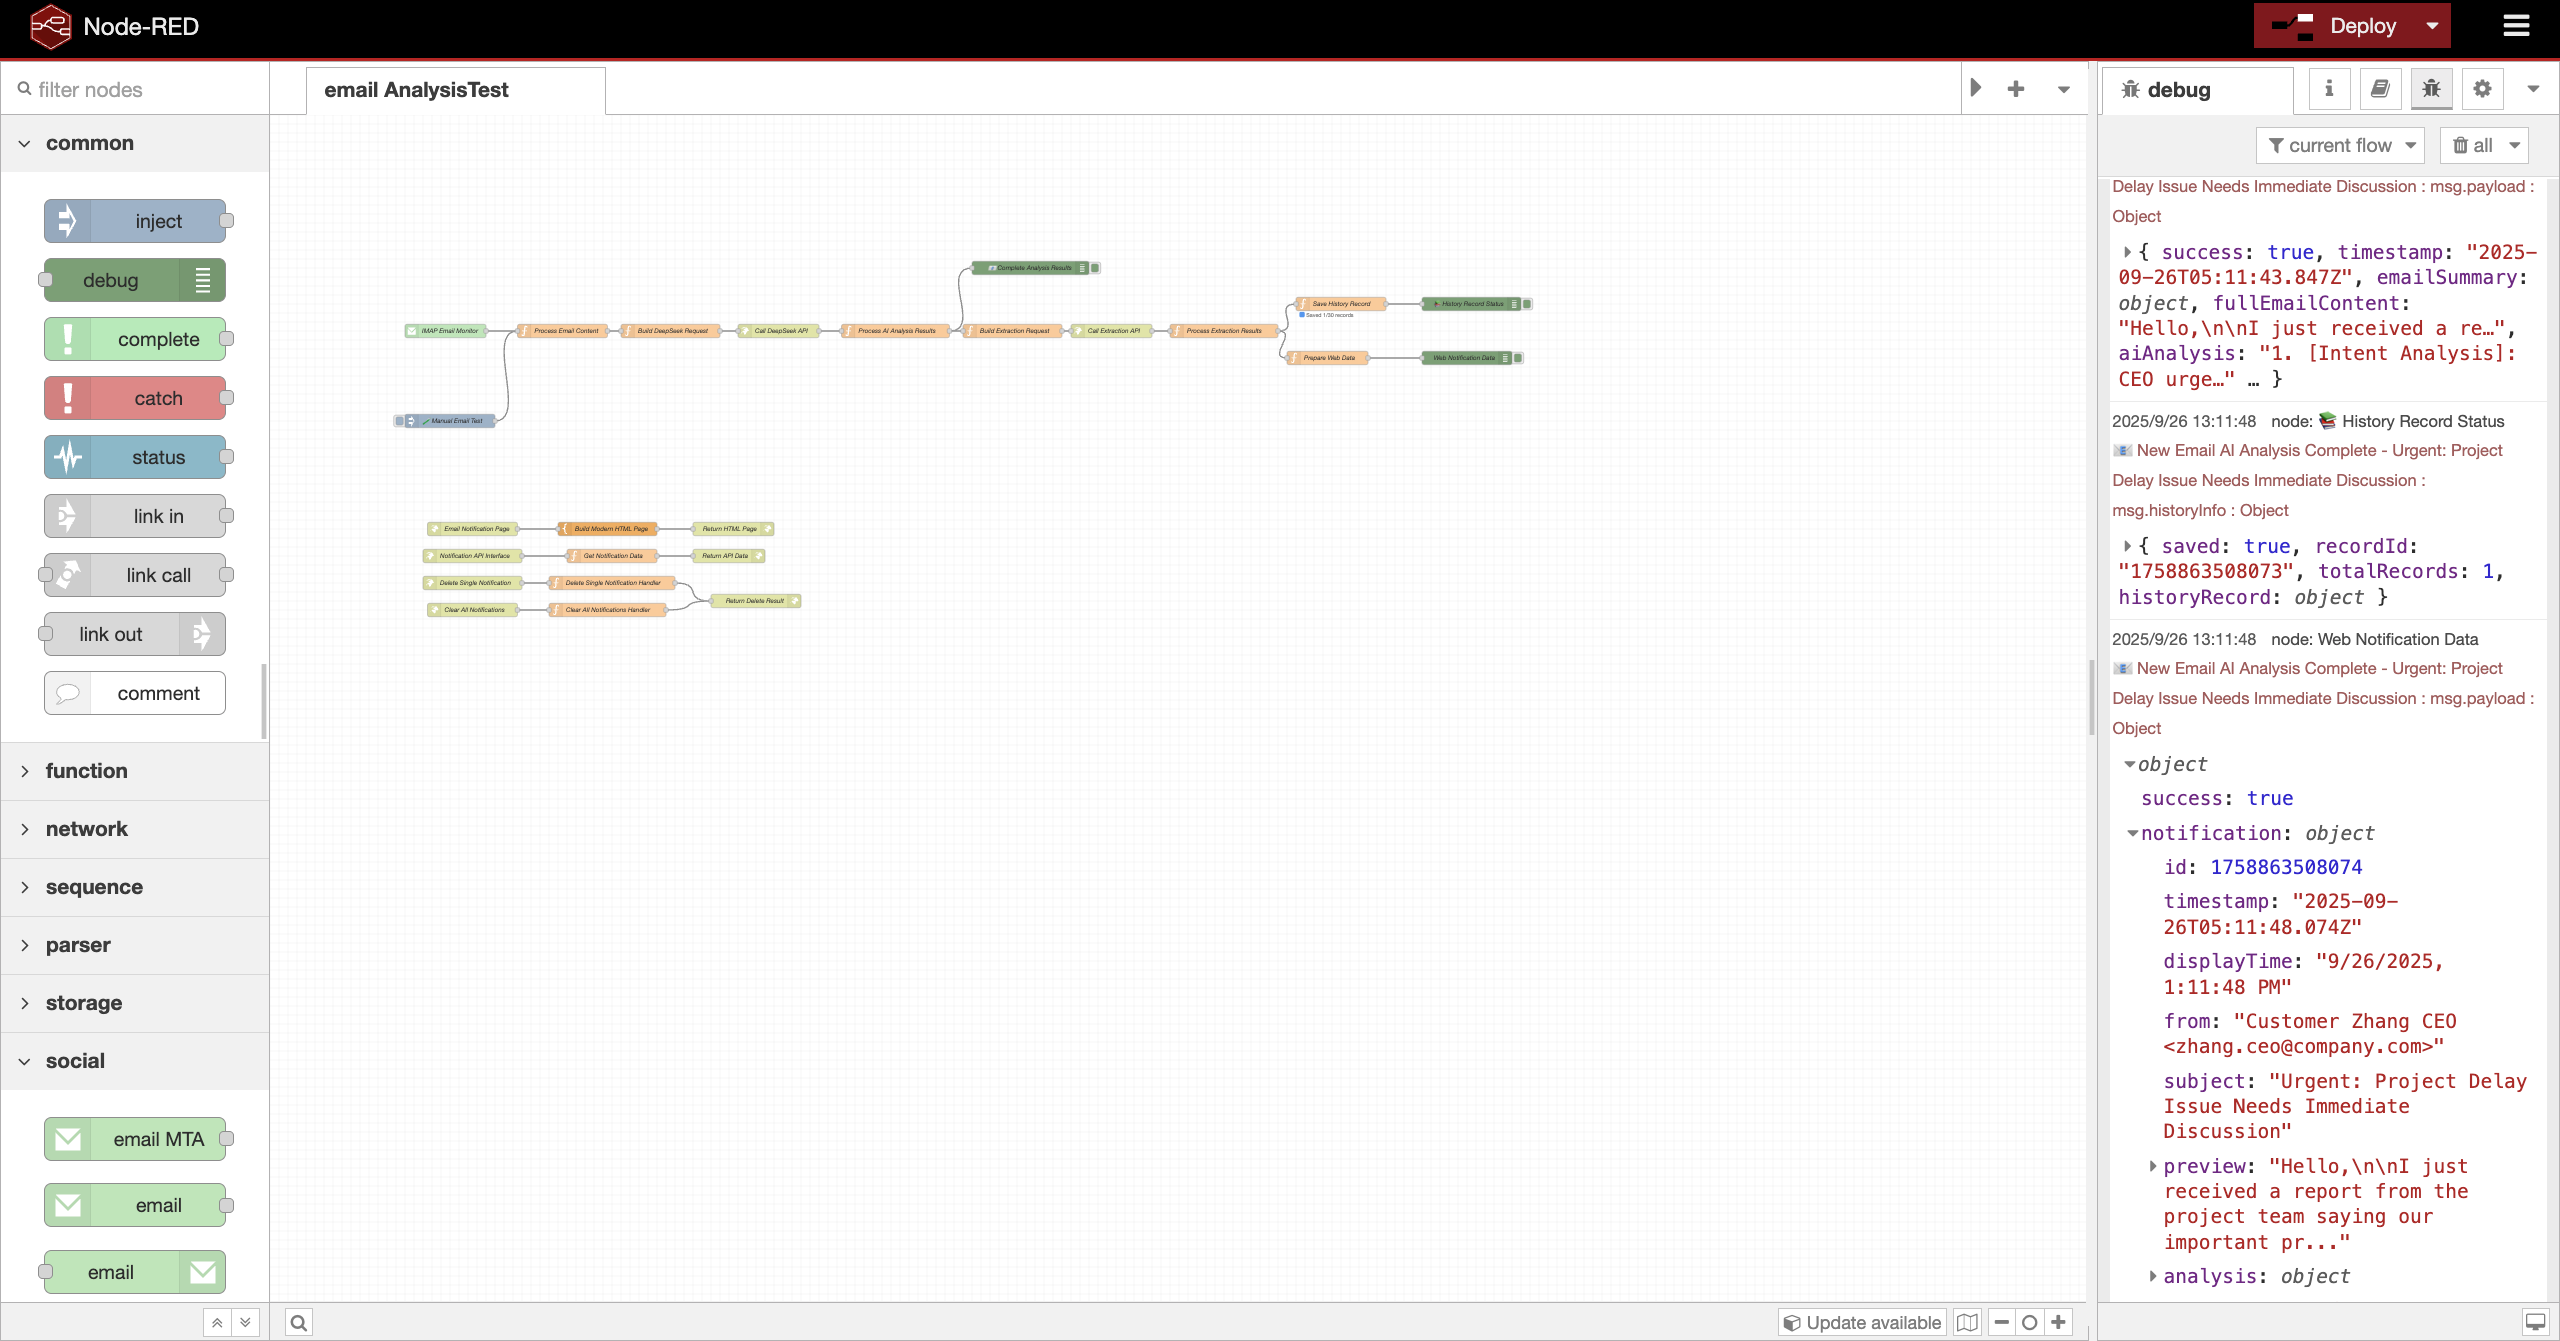 Node-RED
Deploy
filter nodes
email AnalysisTest
debug
i
common
current flow
all
inject
debug
complete
catch
status
link in
link call
link out
comment
function
network
sequence
parser
storage
social
email MTA
email
email
Complete Analysis Results
Save History Record
History Record Status
Saved 1/30 records
IMAP Email Monitor
Process Email Content
Build DeepSeek Request
Call DeepSeek API
Process AI Analysis Results
Build Extraction Request
Call Extraction API
Process Extraction Results
Prepare Web Data
Web Notification Data
Manual Email Test
Email Notification Page
Build Modern HTML Page
Return HTML Page
Notification API Interface
Get Notification Data
Return API Data
Delete Single Notification
Delete Single Notification Handler
Return Delete Result
Clear All Notifications
Clear All Notifications Handler
Delay Issue Needs Immediate Discussion : msg.payload :
Object
{ success: true, timestamp: "2025-
09-26T05:11:43.847Z", emailSummary:
object, fullEmailContent:
"Hello,\n\nI just received a re…",
aiAnalysis: "1. [Intent Analysis]:
CEO urge…" … }
2025/9/26 13:11:48 node: 📚 History Record Status
📧 New Email AI Analysis Complete - Urgent: Project
Delay Issue Needs Immediate Discussion :
msg.historyInfo : Object
{ saved: true, recordId:
"1758863508073", totalRecords: 1,
historyRecord: object }
2025/9/26 13:11:48 node: Web Notification Data
📧 New Email AI Analysis Complete - Urgent: Project
Delay Issue Needs Immediate Discussion : msg.payload :
Object
object
success: true
notification: object
id: 1758863508074
timestamp: "2025-09-
26T05:11:48.074Z"
displayTime: "9/26/2025,
1:11:48 PM"
from: "Customer Zhang CEO
<zhang.ceo@company.com>"
subject: "Urgent: Project Delay
Issue Needs Immediate
Discussion"
preview: "Hello,\n\nI just
received a report from the
project team saying our
important pr..."
analysis: object
Update available